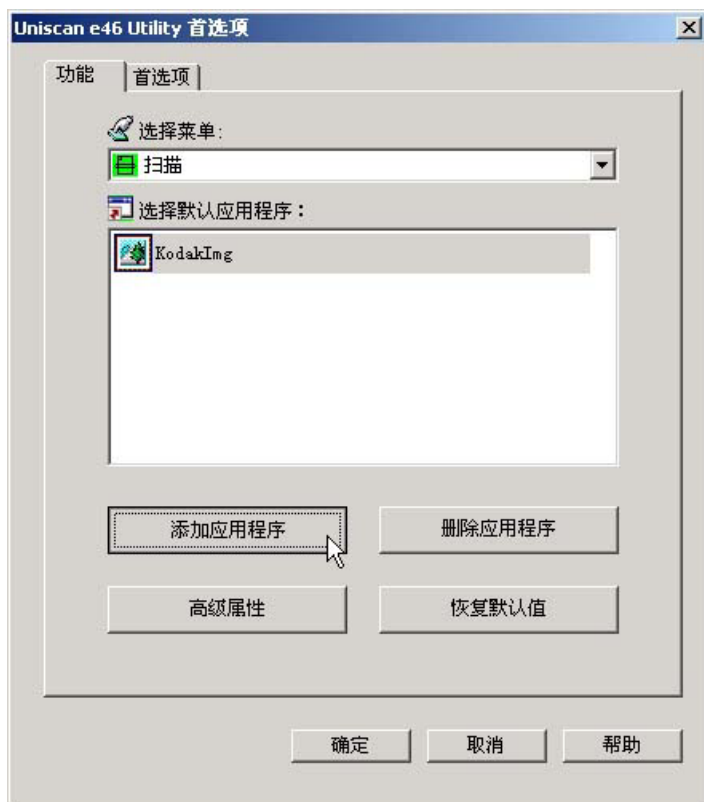 Uniscan e46 Utility 首选项
功能 首选项
选择菜单:
扫描
选择默认应用程序：
KodakImg
添加应用程序 删除应用程序
高级属性 恢复默认值
确定 取消 帮助